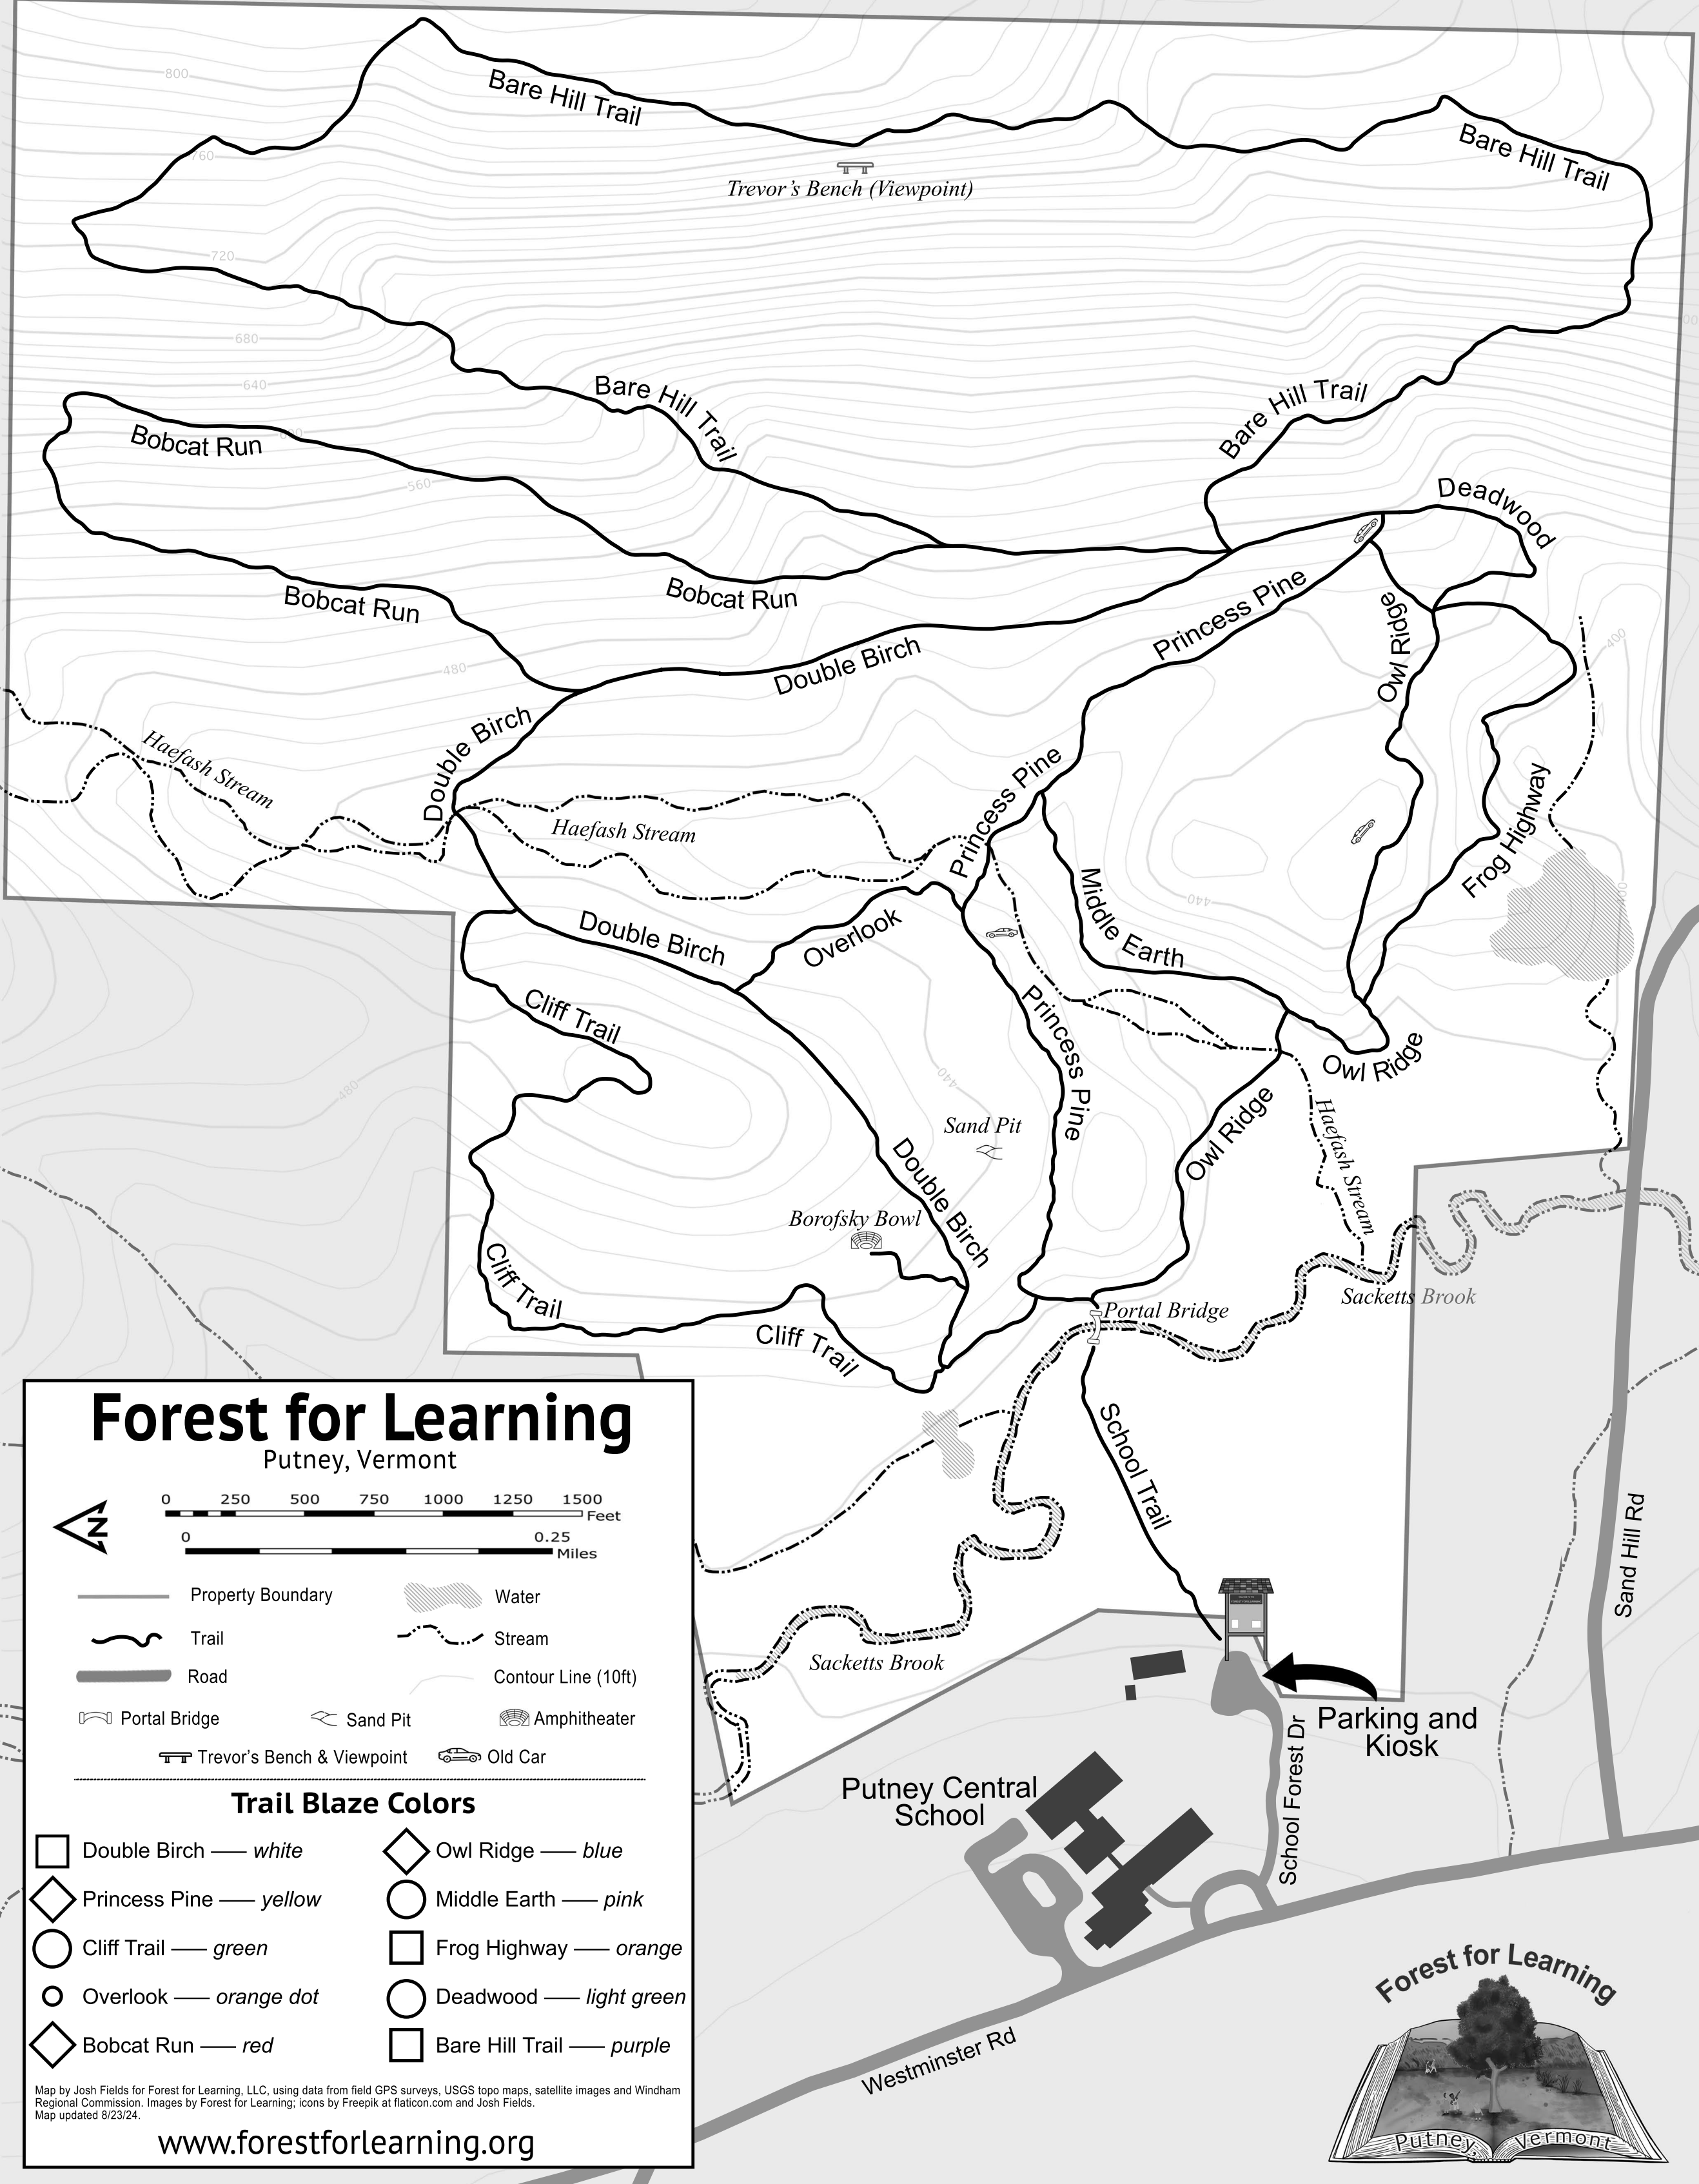 800
Bare Hill Trail
Bare Hill Trail
760
Trevor's Bench (Viewpoint)
720
680
640
Bare Hill Trail
Bare Hill Trail
Bobcat Run
560
Deadwood
Bobcat Run
Bobcat Run
Princess Pine
Owl Ridge
400
480
Double Birch
Double Birch
Haefash Stream
Haefash Stream
Princess Pine
Frog Highway
Middle Earth
440
Double Birch
Overlook
Cliff Trail
Princess Pine
Owl Ridge
480
440
Sand Pit
Owl Ridge
Haefash Stream
Double Birch
Borofsky Bowl
Cliff Trail
Portal Bridge
Sacketts Brook
Cliff Trail
School Trail
Sand Hill Rd
Sacketts Brook
Parking and
Kiosk
School Forest Dr
Putney Central
School
Westminster Rd
Forest for Learning
Putney, Vermont
Forest for Learning
Putney, Vermont
N
0 250 500 750 1000 1250 1500
Feet
0 0.25
Miles
Property Boundary
Water
Trail
Stream
Road
Contour Line (10ft)
Portal Bridge
Sand Pit
Amphitheater
Trevor's Bench & Viewpoint
Old Car
Trail Blaze Colors
Double Birch — white
Owl Ridge — blue
Princess Pine — yellow
Middle Earth — pink
Cliff Trail — green
Frog Highway — orange
Overlook — orange dot
Deadwood — light green
Bobcat Run — red
Bare Hill Trail — purple
Map by Josh Fields for Forest for Learning, LLC, using data from field GPS surveys, USGS topo maps, satellite images and Windham
Regional Commission. Images by Forest for Learning; icons by Freepik at flaticon.com and Josh Fields.
Map updated 8/23/24.
www.forestforlearning.org